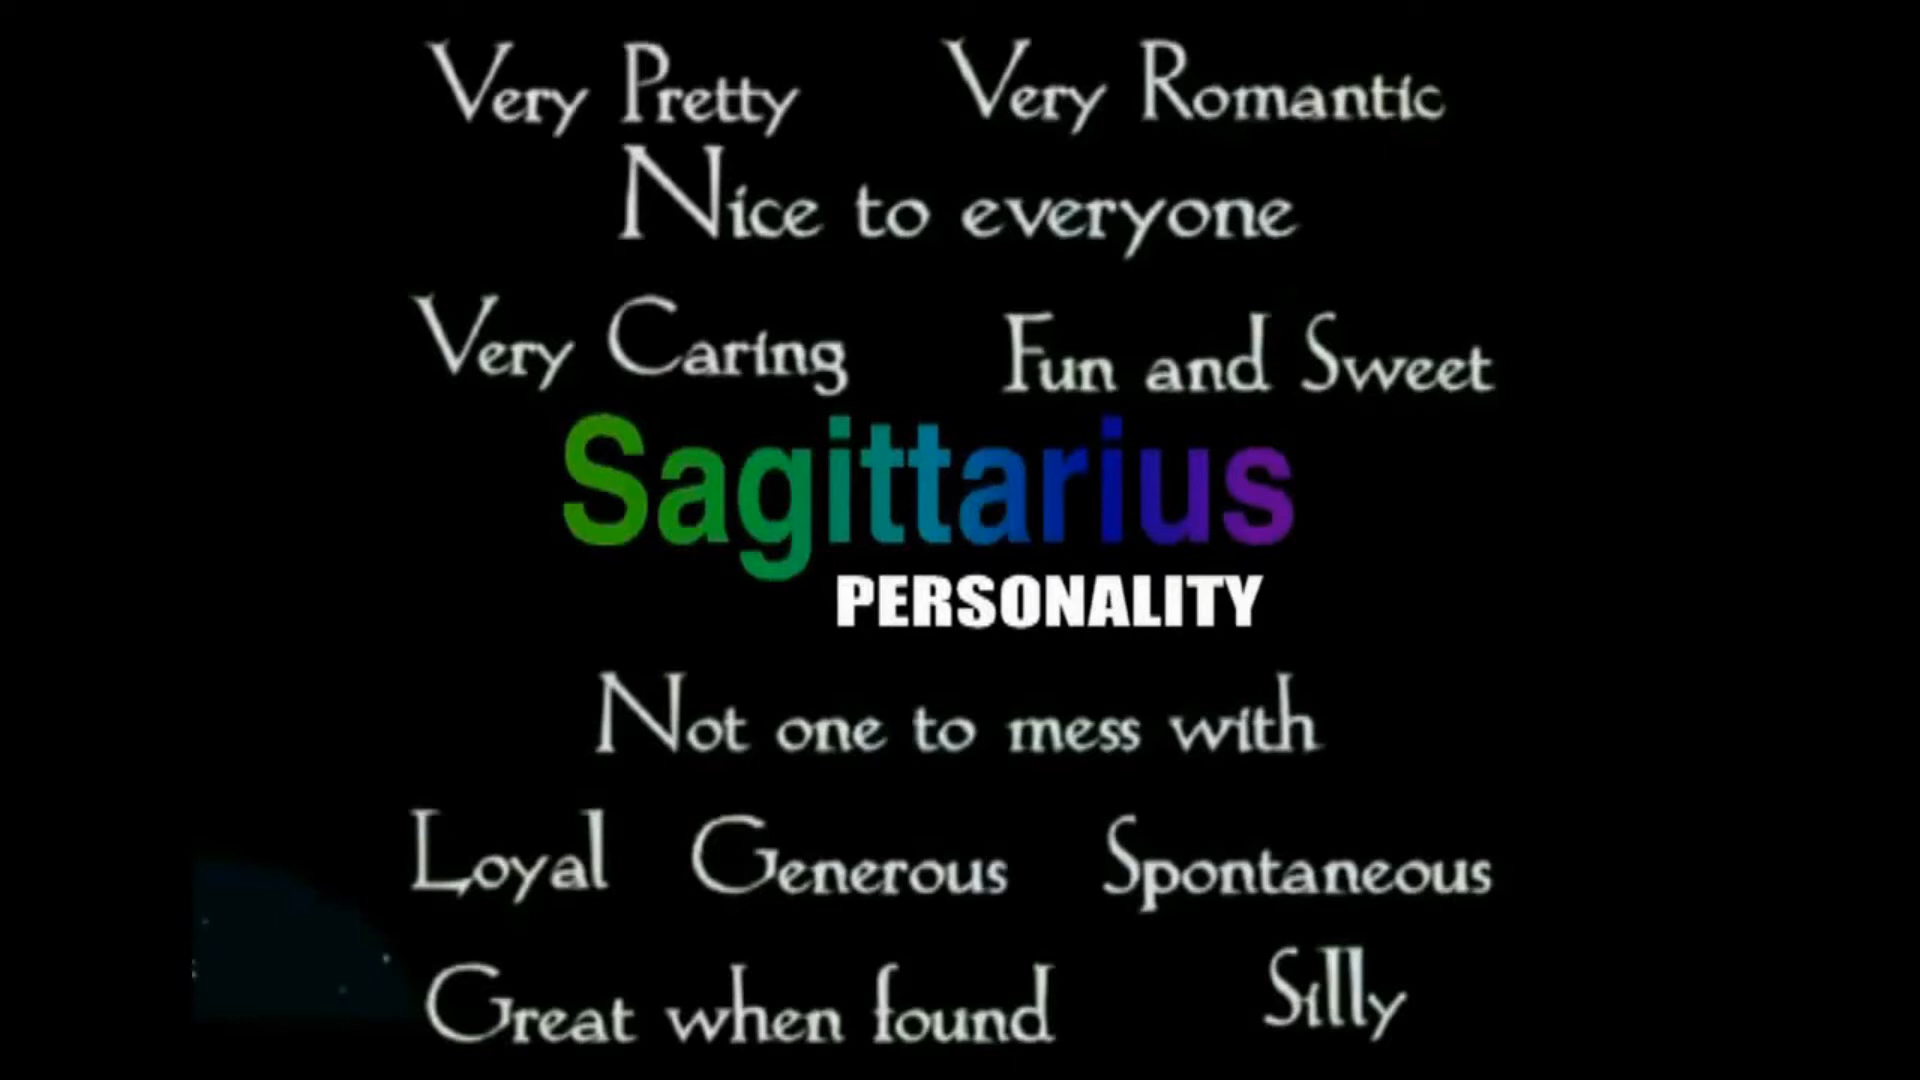 Very Pretty Very Romantic
Nice to everyone
Very Caring Fun and Sweet
Sagittarius
PERSONALITY
Not one to mess with
Loyal Generous Spontaneous
Great when found Silly